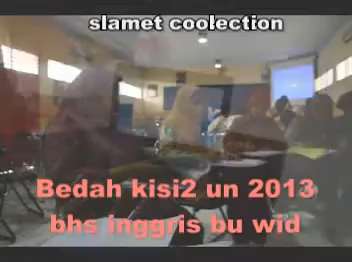 slamet coolection
Bedah kisi2 un 2013
bhs inggris bu wid